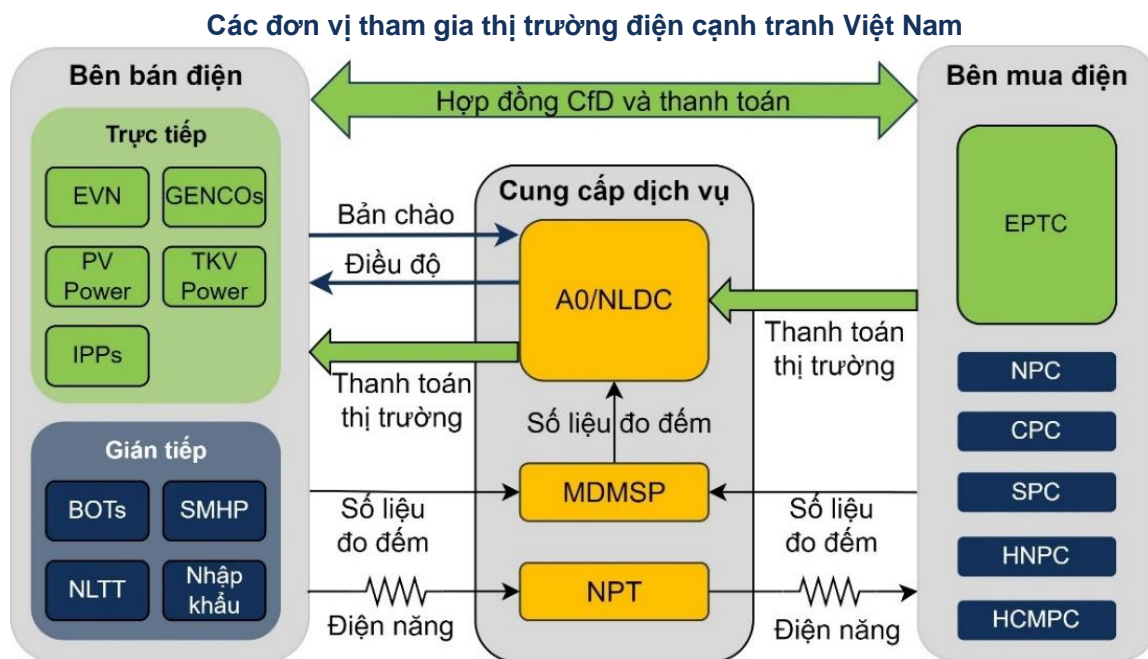 Các đơn vị tham gia thị trường điện cạnh tranh Việt Nam
Bên bán điện
Trực tiếp
EVN
GENCOs
PV
Power
TKV
Power
IPPs
Gián tiếp
BOTs
SMHP
NLTT
Nhập
khẩu
Hợp đồng CfD và thanh toán
Bản chào
Điều độ
Thanh toán
thị trường
Số liệu
đo đếm
Điện năng
Cung cấp dịch vụ
A0/NLDC
Số liệu đo đếm
MDMSP
NPT
Thanh toán
thị trường
Số liệu
đo đếm
Điện năng
Bên mua điện
EPTC
NPC
CPC
SPC
HNPC
HCMPC